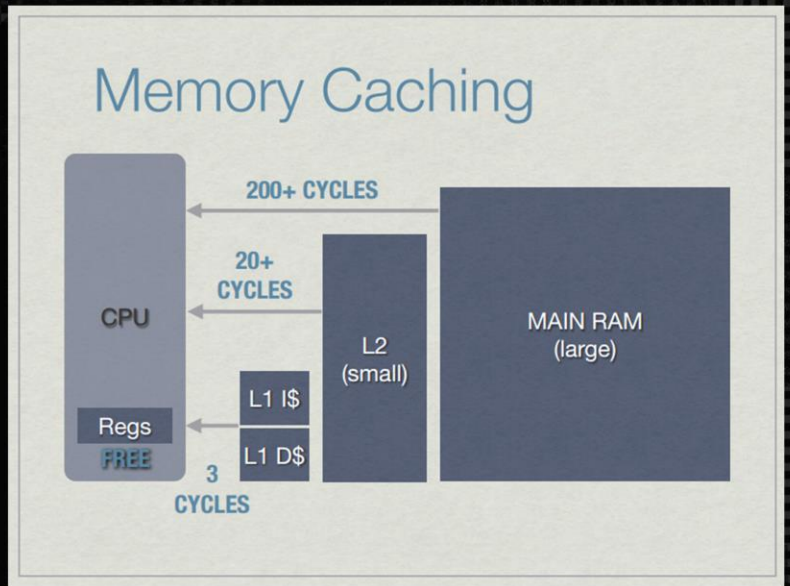 Memory Caching
200+ CYCLES
20+
CYCLES
CPU
MAIN RAM
(large)
L2
(small)
L1 I$
Regs
L1 D$
FREE
3
CYCLES